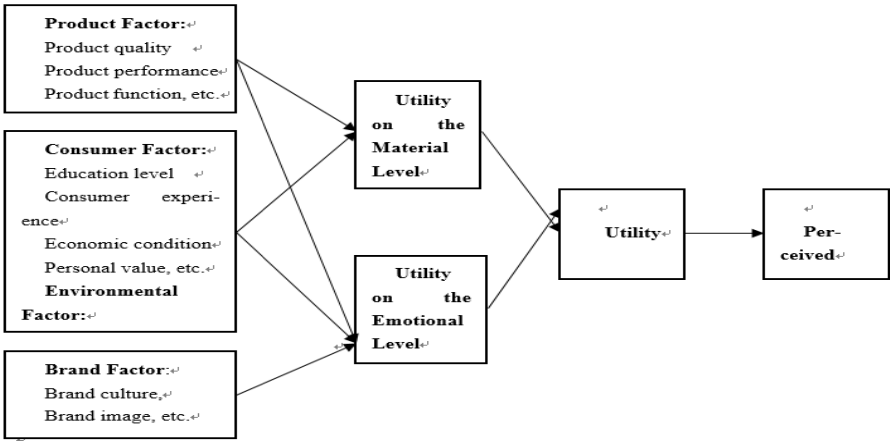 Product Factor:
Product quality
Product performance
Product function, etc.
Consumer Factor:
Education level
Consumer experi-
ence
Economic condition
Personal value, etc.
Environmental
Factor:
Brand Factor:
Brand culture,
Brand image, etc.
Utility
on the
Material
Level
Utility
on the
Emotional
Level
Utility
Per-
ceived